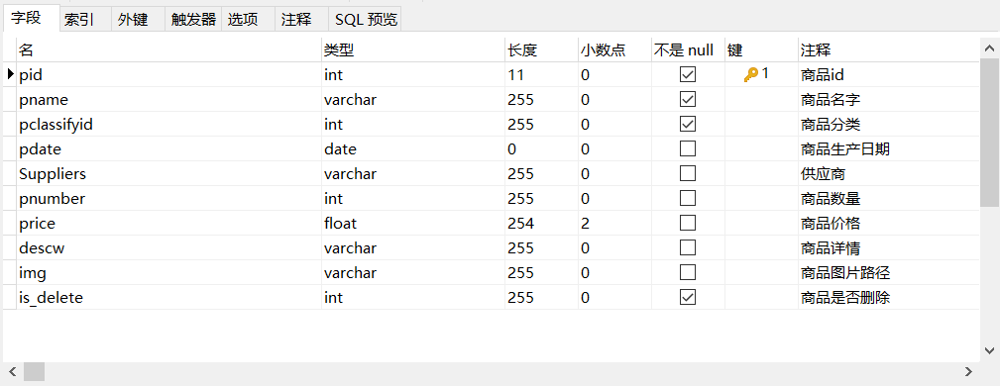 字段 索引 外键 触发器 选项 注释 SQL 预览
名 类型 长度 小数点 不是 null 键 注释
pid int 11 0 1 商品id
pname varchar 255 0 商品名字
pclassifyid int 255 0 商品分类
pdate date 0 0 商品生产日期
Suppliers varchar 255 0 供应商
pnumber int 255 0 商品数量
price float 254 2 商品价格
descw varchar 255 0 商品详情
img varchar 255 0 商品图片路径
is_delete int 255 0 商品是否删除